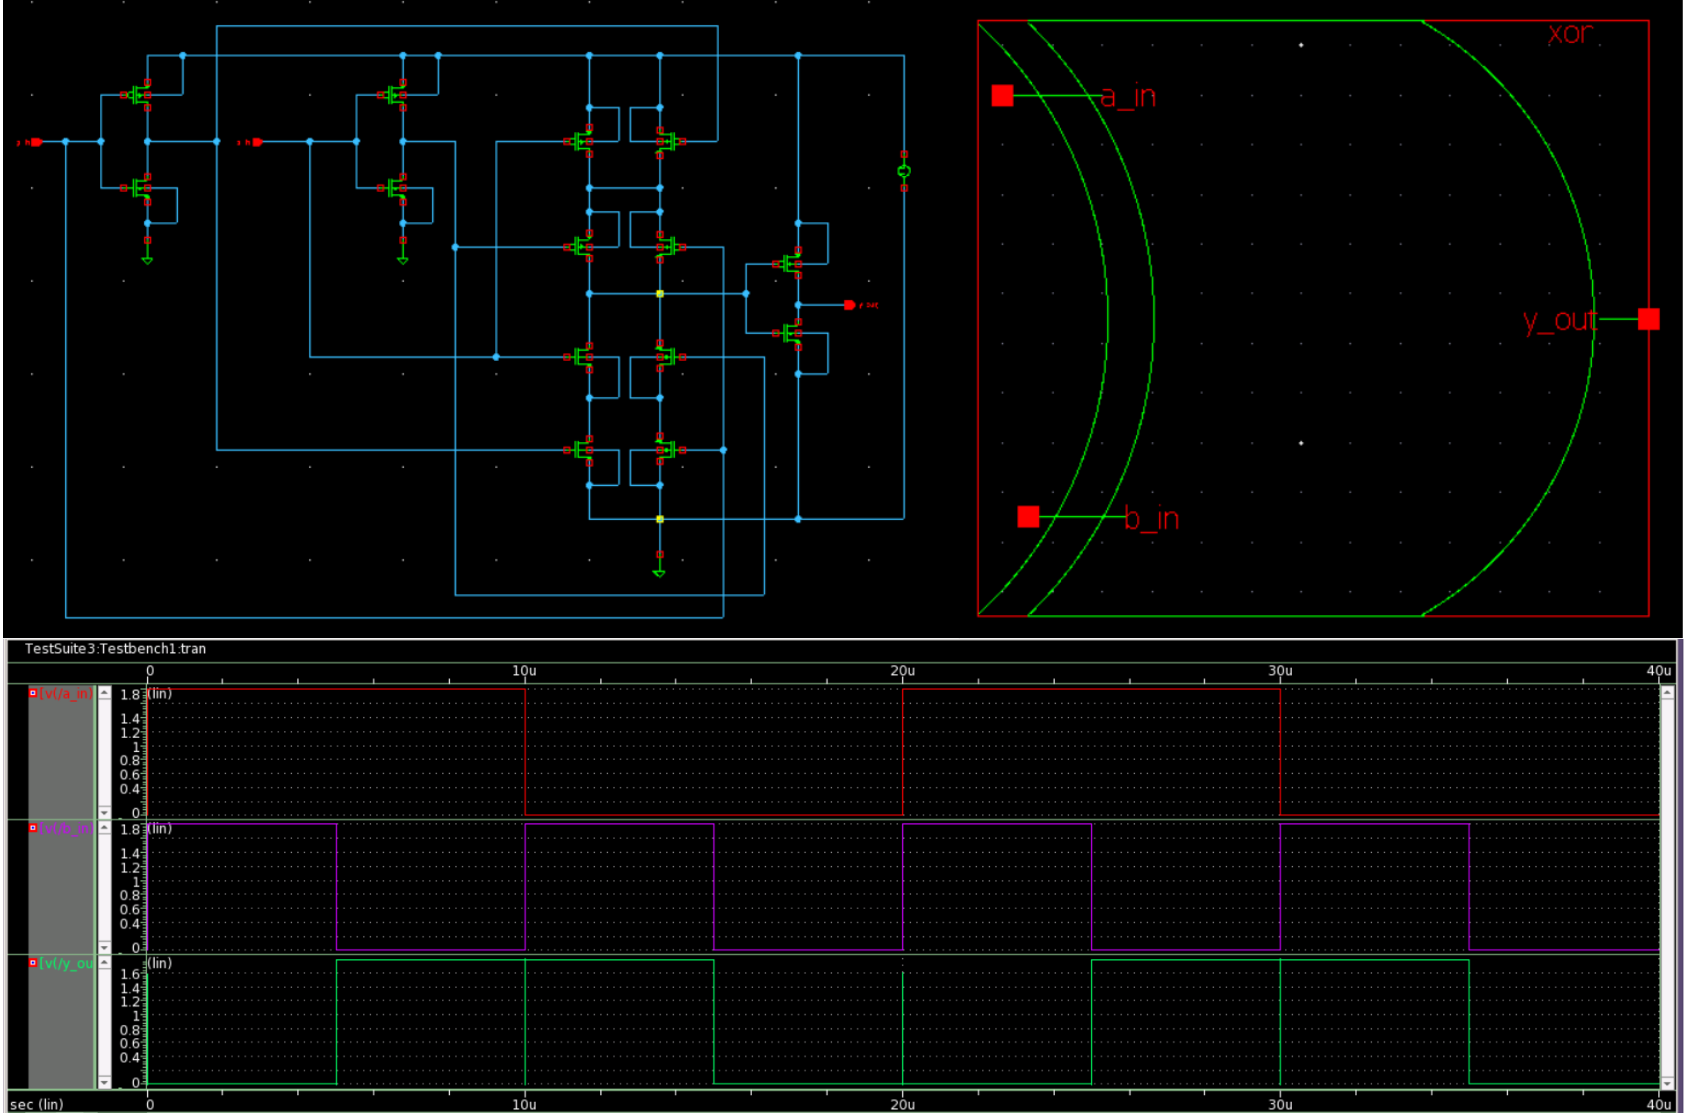 xor
a_in
b_in
y_out
TestSuite3:Testbench1:tran
0 10u 20u 30u 40u
v(/a_in)
(lin)
1.8
1.4
1.2
1
0.8
0.6
0.4
0
v(/b_in)
(lin)
1.8
1.4
1.2
1
0.8
0.6
0.4
0
v(/y_ou
(lin)
1.6
1.4
1.2
1
0.8
0.6
0.4
0
sec (lin) 0 10u 20u 30u 40u